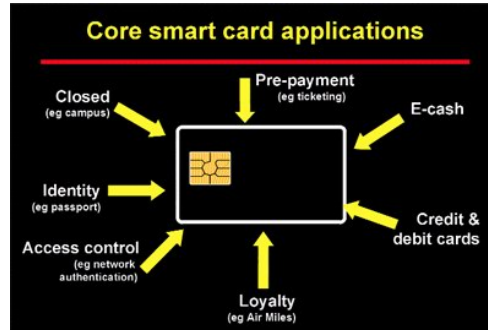 Core smart card applications
Pre-payment
(eg ticketing)
Closed
(eg campus)
E-cash
Identity
(eg passport)
Credit &
debit cards
Access control
(eg network
authentication)
Loyalty
(eg Air Miles)